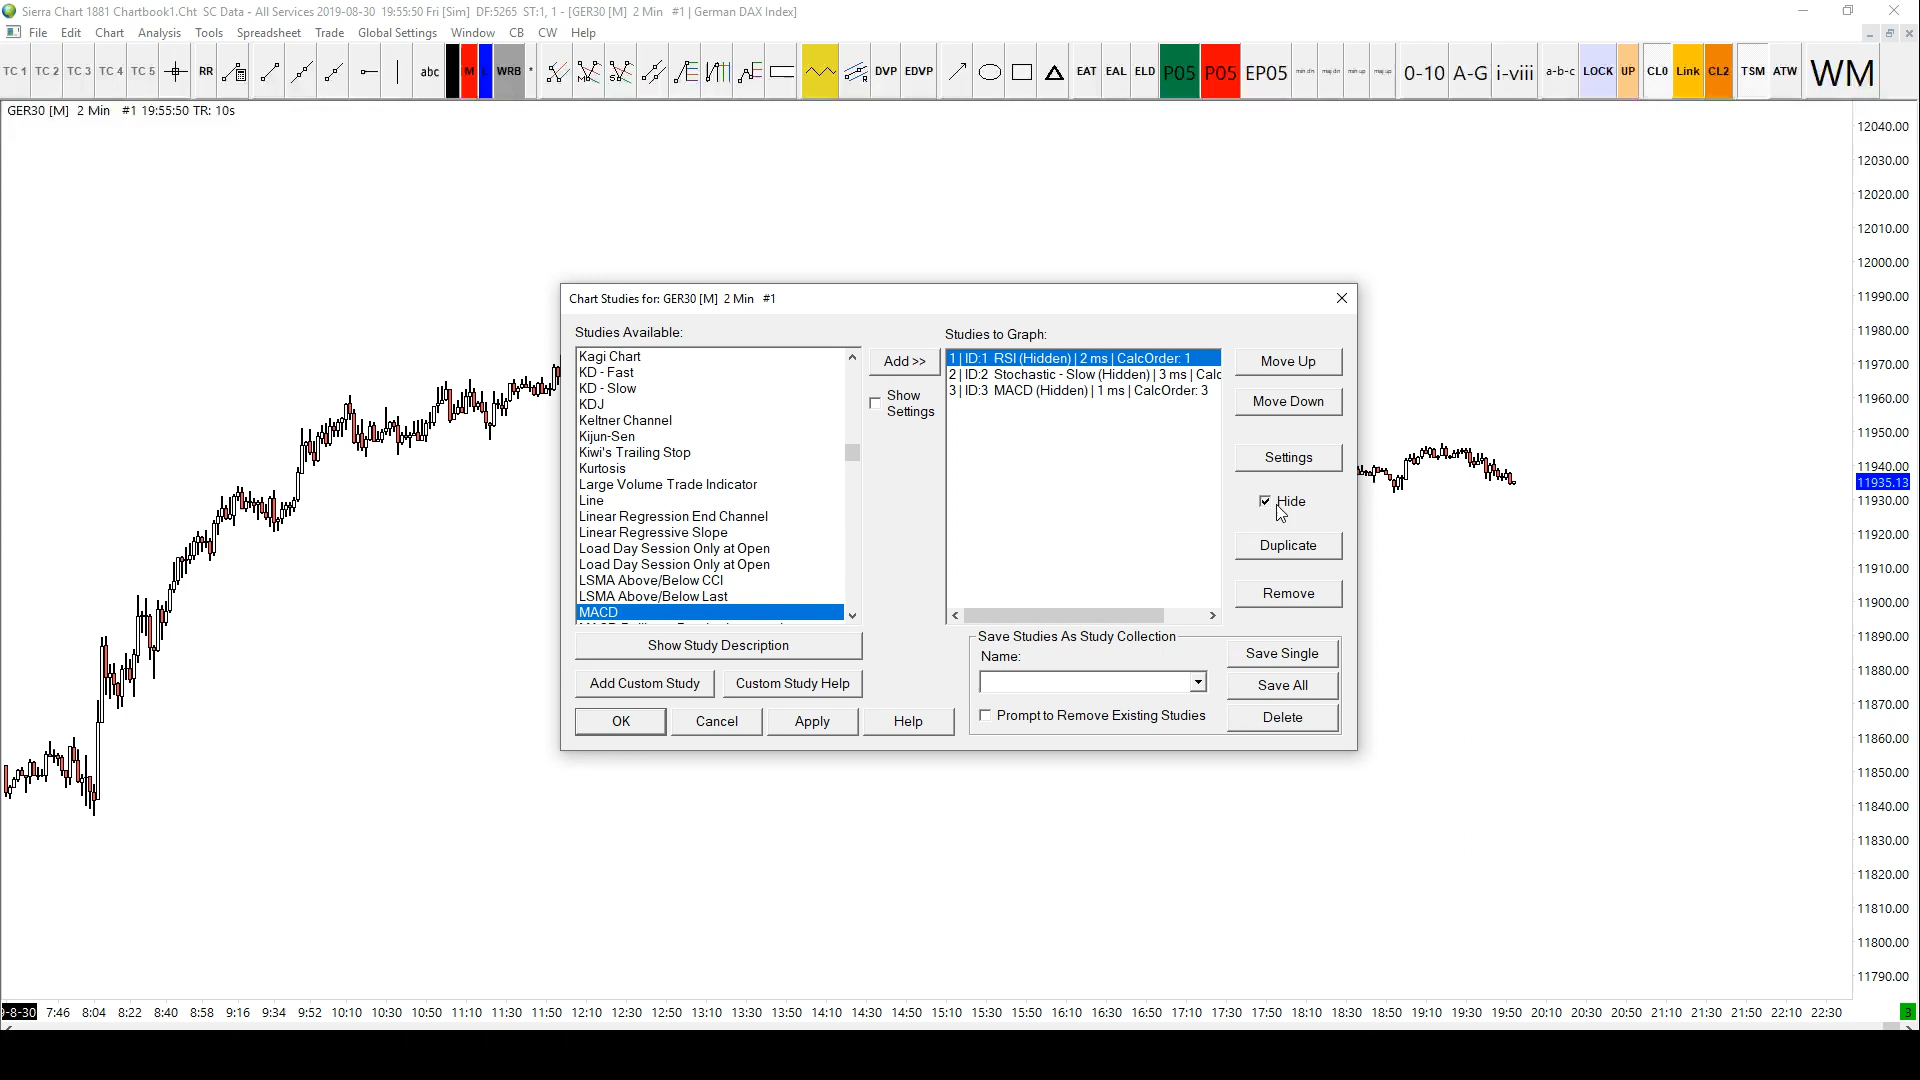 Sierra Chart 1881 Chartbook1.Cht SC Data - All Services 2019-08-30 19:55:50 Fri [Sim] DF:5265 ST:1, 1 - [GER30 [M] 2 Min #1 | German DAX Index]
File Edit Chart Analysis Tools Spreadsheet Trade Global Settings Window CB CW Help
TC 1 TC 2 TC 3 TC 4 TC 5 RR abc M L WRB * DVP EDVP EAT EAL ELD P05 P05 EP05 min dn maj dn min up maj up 0-10 A-G i-viii a-b-c LOCK UP CL0 Link CL2 TSM ATW WM
GER30 [M] 2 Min #1 19:55:50 TR: 10s
Chart Studies for: GER30 [M] 2 Min #1
Studies Available:
Kagi Chart
KD - Fast
KD - Slow
KDJ
Keltner Channel
Kijun-Sen
Kiwi's Trailing Stop
Kurtosis
Large Volume Trade Indicator
Line
Linear Regression End Channel
Linear Regressive Slope
Load Day Session Only at Open
Load Day Session Only at Open
LSMA Above/Below CCI
LSMA Above/Below Last
MACD
Show Study Description
Add Custom Study Custom Study Help
OK Cancel Apply Help
Add >>
Show
Settings
Studies to Graph:
1 | ID:1 RSI (Hidden) | 2 ms | CalcOrder: 1
2 | ID:2 Stochastic - Slow (Hidden) | 3 ms | Calc
3 | ID:3 MACD (Hidden) | 1 ms | CalcOrder: 3
Move Up
Move Down
Settings
Hide
Duplicate
Remove
Save Studies As Study Collection
Name:
Prompt to Remove Existing Studies
Save Single
Save All
Delete
12040.00
12030.00
12020.00
12010.00
12000.00
11990.00
11980.00
11970.00
11960.00
11950.00
11940.00
11935.13
11930.00
11920.00
11910.00
11900.00
11890.00
11880.00
11870.00
11860.00
11850.00
11840.00
11830.00
11820.00
11810.00
11800.00
11790.00
9-8-30 7:46 8:04 8:22 8:40 8:58 9:16 9:34 9:52 10:10 10:30 10:50 11:10 11:30 11:50 12:10 12:30 12:50 13:10 13:30 13:50 14:10 14:30 14:50 15:10 15:30 15:50 16:10 16:30 16:50 17:10 17:30 17:50 18:10 18:30 18:50 19:10 19:30 19:50 20:10 20:30 20:50 21:10 21:30 21:50 22:10 22:30 3